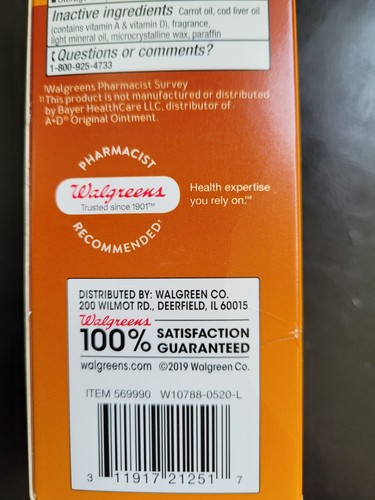 Inactive ingredients Carrot oil, cod liver oil
(contains vitamin A & vitamin D), fragrance,
light mineral oil, microcrystalline wax, paraffin
Questions or comments?
1-800-925-4733
†Walgreens Pharmacist Survey
††This product is not manufactured or distributed
by Bayer HealthCare LLC, distributor of
A+D® Original Ointment.
PHARMACIST
Walgreens
Trusted since 1901™
RECOMMENDED†
Health expertise
you rely on.™
DISTRIBUTED BY: WALGREEN CO.
200 WILMOT RD., DEERFIELD, IL 60015
Walgreens
100% SATISFACTION
GUARANTEED
walgreens.com ©2019 Walgreen Co.
ITEM 569990 W10788-0520-L
3 11917 21251 7